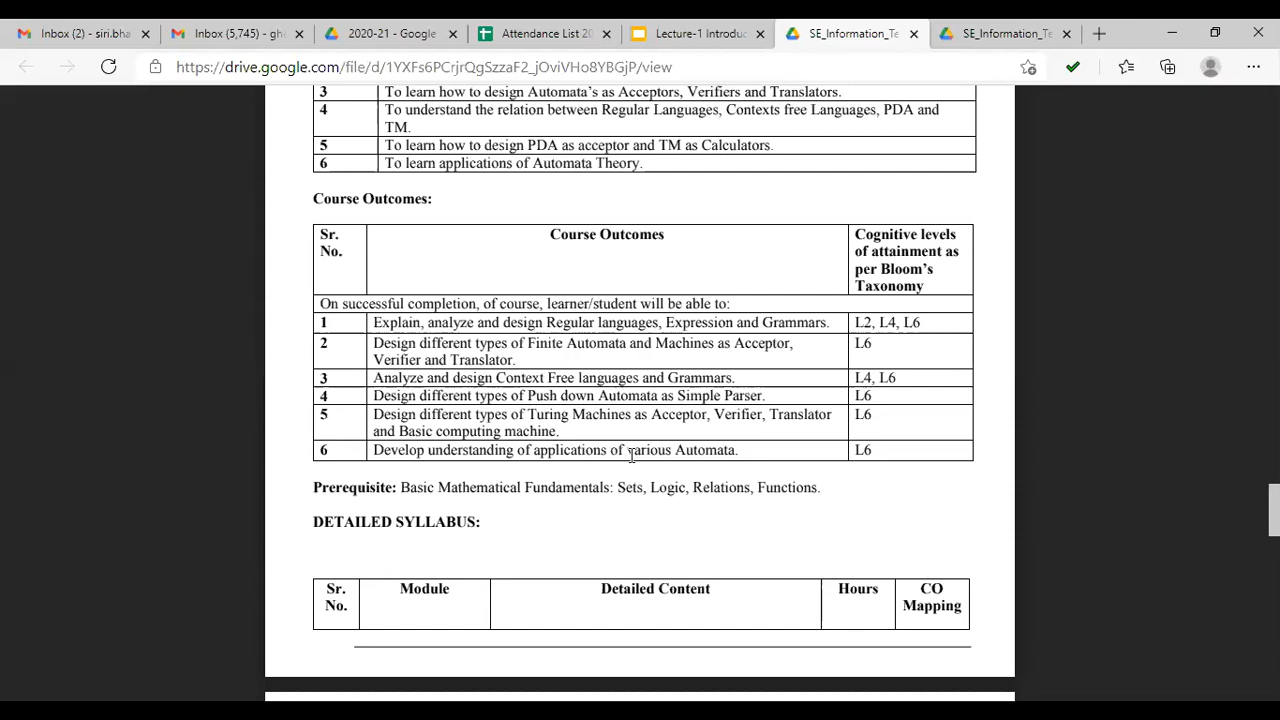 Inbox (2) - siri.bha
Inbox (5,745) - gh
2020-21 - Google
Attendance List 20
Lecture-1 Introduc
SE_Information_Te
SE_Information_Te
https://drive.google.com/file/d/1YXFs6PCrjrQgSzzaF2_jOviVHo8YBGjP/view
3 To learn how to design Automata's as Acceptors, Verifiers and Translators.
4 To understand the relation between Regular Languages, Contexts free Languages, PDA and
TM.
5 To learn how to design PDA as acceptor and TM as Calculators.
6 To learn applications of Automata Theory.
Course Outcomes:
Sr. Course Outcomes Cognitive levels
No. of attainment as
per Bloom's
Taxonomy
On successful completion, of course, learner/student will be able to:
1 Explain, analyze and design Regular languages, Expression and Grammars. L2, L4, L6
2 Design different types of Finite Automata and Machines as Acceptor, L6
Verifier and Translator.
3 Analyze and design Context Free languages and Grammars. L4, L6
4 Design different types of Push down Automata as Simple Parser. L6
5 Design different types of Turing Machines as Acceptor, Verifier, Translator L6
and Basic computing machine.
6 Develop understanding of applications of various Automata. L6
Prerequisite: Basic Mathematical Fundamentals: Sets, Logic, Relations, Functions.
DETAILED SYLLABUS:
Sr. Module Detailed Content Hours CO
No. Mapping